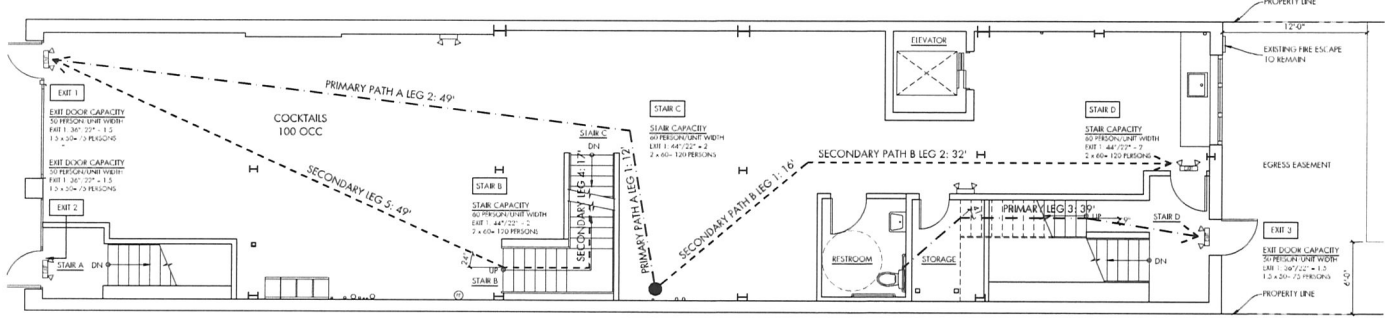 PROPERTY LINE
12'-0"
EXISTING FIRE ESCAPE
TO REMAIN
ELEVATOR
EXIT 1
EXIT DOOR CAPACITY
50 PERSON/UNIT WIDTH
EXIT 1: 36"/22" = 1.5
1.5 x 50= 75 PERSONS
PRIMARY PATH A LEG 2: 49'
COCKTAILS
100 OCC
STAIR C
STAIR CAPACITY
60 PERSON/UNIT WIDTH
EXIT 1: 44"/22" = 2
2 x 60= 120 PERSONS
STAIR D
STAIR CAPACITY
60 PERSON/UNIT WIDTH
EXIT 1: 44"/22" = 2
2 x 60= 120 PERSONS
STAIR C
DN
SECONDARY PATH B LEG 2: 32'
EGRESS EASEMENT
EXIT DOOR CAPACITY
50 PERSON/UNIT WIDTH
EXIT 1: 36"/22" = 1.5
1.5 x 50= 75 PERSONS
EXIT 2
SECONDARY LEG 5: 49'
STAIR B
STAIR CAPACITY
60 PERSON/UNIT WIDTH
EXIT 1: 44"/22" = 2
2 x 60= 120 PERSONS
SECONDARY LEG 4: 17'
PRIMARY PATH A LEG 1: 12'
SECONDARY PATH B LEG 1: 16'
PRIMARY LEG 3: 39'
UP
STAIR D
EXIT 3
EXIT DOOR CAPACITY
50 PERSON/UNIT WIDTH
EXIT 1: 36"/22" = 1.5
1.5 x 50= 75 PERSONS
STAIR A
DN
24"
UP
STAIR B
RESTROOM
STORAGE
DN
6'-0"
PROPERTY LINE